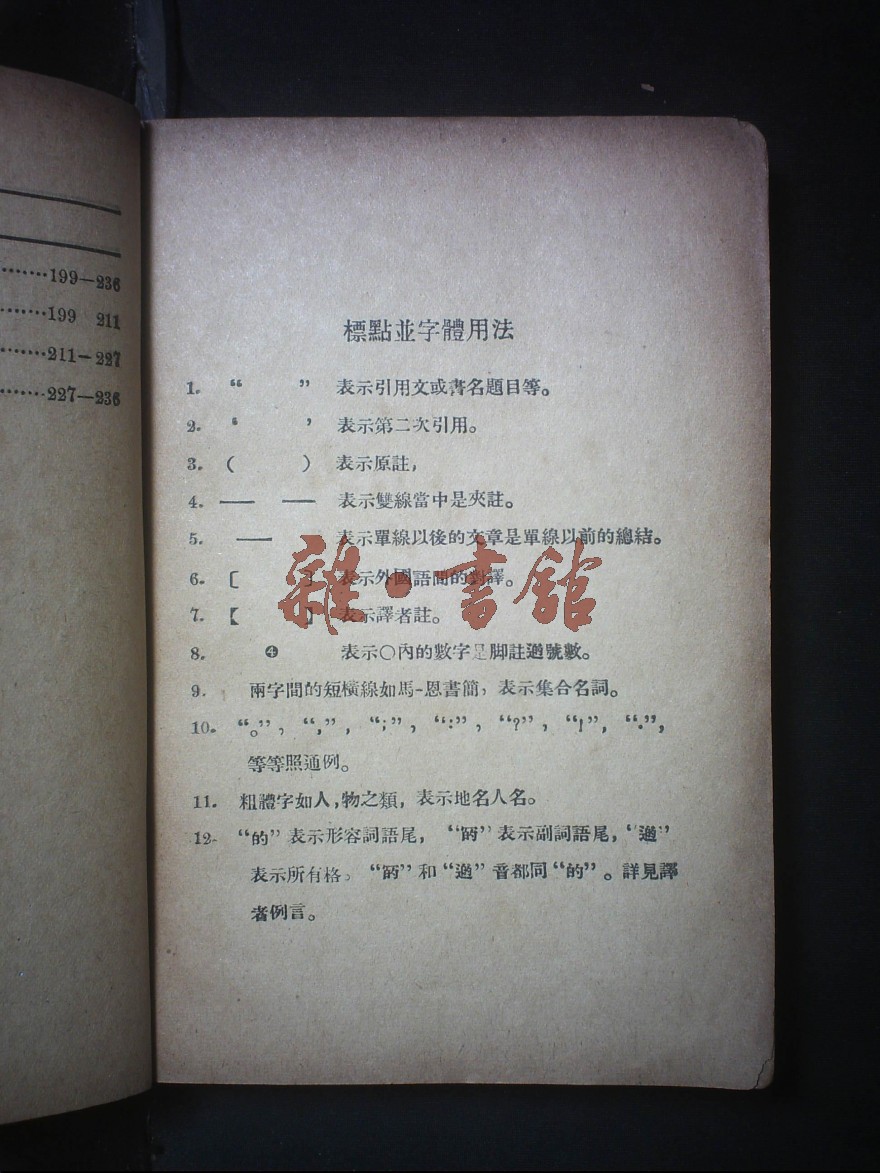 199—236
199 211
211—227
227—236
標點並字體用法
1. “ ” 表示引用文或書名題目等。
2. ‘ ’ 表示第二次引用。
3. ( ) 表示原註,
4. —— —— 表示雙線當中是夾註。
5. —— 表示單線以後的文章是單線以前的總結。
6. 〔 〕 表示外國語間的對譯。
7. 【 】 表示譯者註。
8. ❹ 表示○內的數字是脚註號數。
9. 兩字間的短橫線如馬-恩書簡, 表示集合名詞。
10. “。”, “,”, “;”, “:”, “?”, “!”, “.”,
等等照通例。
11. 粗體字如人,物之類, 表示地名人名。
12. “的” 表示形容詞語尾, 表示副詞語尾,
表示所有格。 和 音都同“的”。詳見譯
者例言。
雜·書館